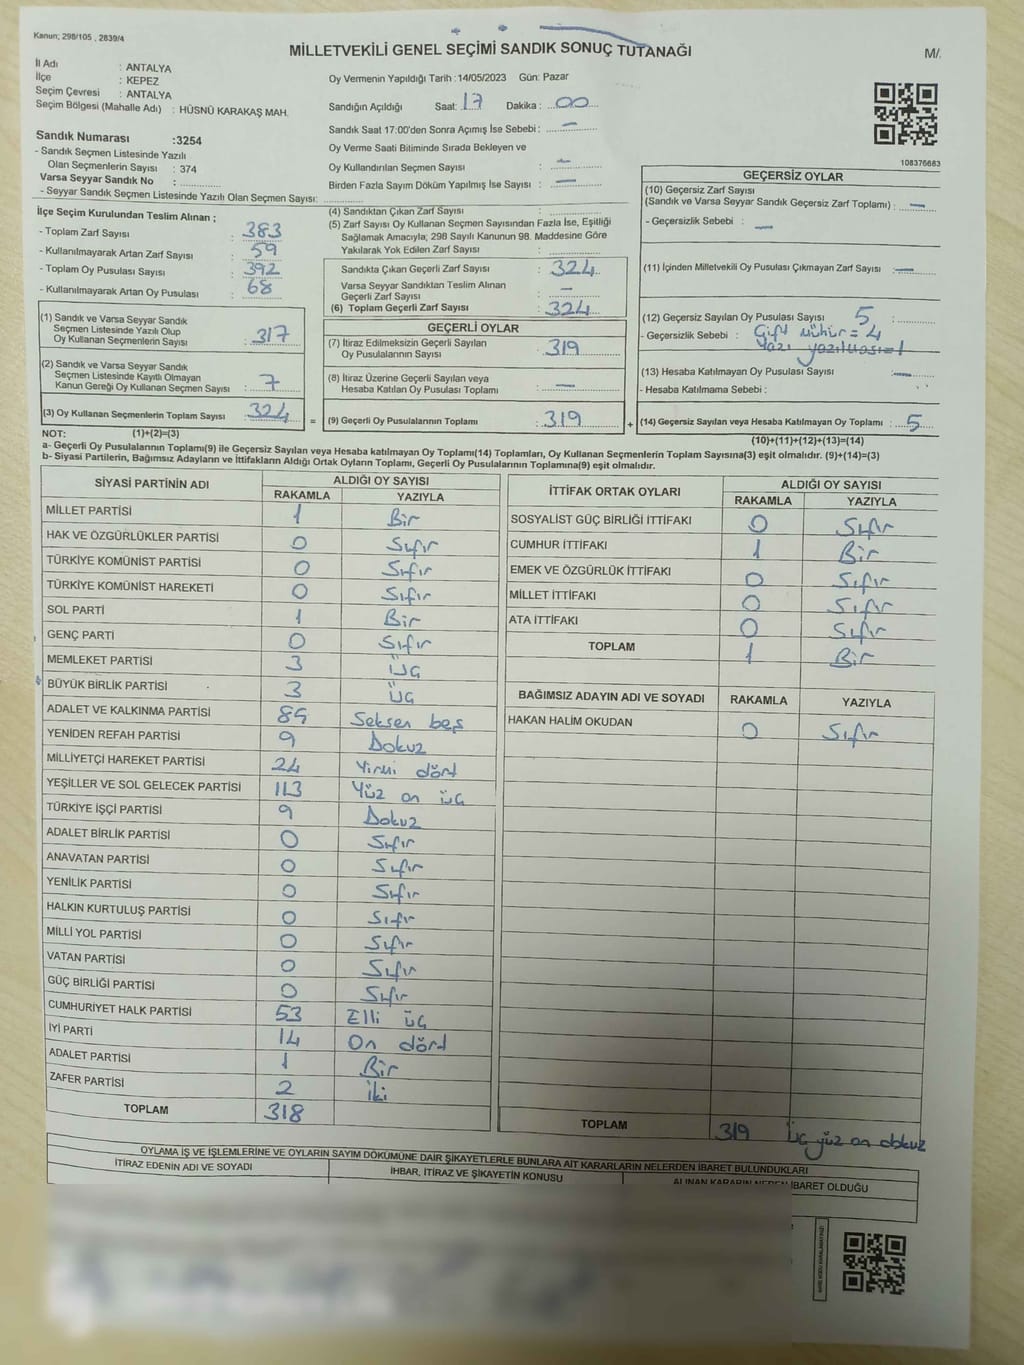 Kanun; 298/105 , 2839/4
MİLLETVEKİLİ GENEL SEÇİMİ SANDIK SONUÇ TUTANAĞI
M/.
İl Adı : ANTALYA
İlçe : KEPEZ
Seçim Çevresi : ANTALYA
Seçim Bölgesi (Mahalle Adı) : HÜSNÜ KARAKAŞ MAH.
Sandık Numarası :3254
- Sandık Seçmen Listesinde Yazılı
Olan Seçmenlerin Sayısı : 374
Varsa Seyyar Sandık No : ..............
- Seyyar Sandık Seçmen Listesinde Yazılı Olan Seçmen Sayısı: ..............
Oy Vermenin Yapıldığı Tarih :14/05/2023 Gün: Pazar
Sandığın Açıldığı Saat: 17 Dakika : 00
Sandık Saat 17:00'den Sonra Açımış İse Sebebi : —
Oy Verme Saati Bitiminde Sırada Bekleyen ve
Oy Kullandırılan Seçmen Sayısı : —
Birden Fazla Sayım Döküm Yapılmış İse Sayısı : —
108376683
İlçe Seçim Kurulundan Teslim Alınan ;
- Toplam Zarf Sayısı : 383
- Kullanılmayarak Artan Zarf Sayısı : 59
- Toplam Oy Pusulası Sayısı : 392
- Kullanılmayarak Artan Oy Pusulası : 68
(1) Sandık ve Varsa Seyyar Sandık
Seçmen Listesinde Yazılı Olup
Oy Kullanan Seçmenlerin Sayısı : 317
(2) Sandık ve Varsa Seyyar Sandık
Seçmen Listesinde Kayıtlı Olmayan
Kanun Gereği Oy Kullanan Seçmen Sayısı : 7
(3) Oy Kullanan Seçmenlerin Toplam Sayısı : 324 =
(4) Sandıktan Çıkan Zarf Sayısı : ..............
(5) Zarf Sayısı Oy Kullanan Seçmen Sayısından Fazla İse, Eşitliği
Sağlamak Amacıyla; 298 Sayılı Kanunun 98. Maddesine Göre
Yakılarak Yok Edilen Zarf Sayısı : ..............
Sandıkta Çıkan Geçerli Zarf Sayısı : 324
Varsa Seyyar Sandıktan Teslim Alınan
Geçerli Zarf Sayısı : —
(6) Toplam Geçerli Zarf Sayısı : 324
GEÇERLİ OYLAR
(7) İtiraz Edilmeksizin Geçerli Sayılan
Oy Pusulalarının Sayısı : 319
(8) İtiraz Üzerine Geçerli Sayılan veya
Hesaba Katılan Oy Pusulası Toplamı : —
(9) Geçerli Oy Pusulalarının Toplamı : 319 +
GEÇERSİZ OYLAR
(10) Geçersiz Zarf Sayısı
(Sandık ve Varsa Seyyar Sandık Geçersiz Zarf Toplamı) : —
- Geçersizlik Sebebi : —
(11) İçinden Milletvekili Oy Pusulası Çıkmayan Zarf Sayısı : —
(12) Geçersiz Sayılan Oy Pusulası Sayısı : 5
- Geçersizlik Sebebi : Çift mühür = 4
Yazı yazılması=1
(13) Hesaba Katılmayan Oy Pusulası Sayısı : —
- Hesaba Katılmama Sebebi :
(14) Geçersiz Sayılan veya Hesaba Katılmayan Oy Toplamı : 5
NOT: (1)+(2)=(3)
(10)+(11)+(12)+(13)=(14)
a- Geçerli Oy Pusulalarının Toplamı(9) ile Geçersiz Sayılan veya Hesaba katılmayan Oy Toplamı(14) Toplamları, Oy Kullanan Seçmenlerin Toplam Sayısına(3) eşit olmalıdır. (9)+(14)=(3)
b- Siyasi Partilerin, Bağımsız Adayların ve İttifakların Aldığı Ortak Oyların Toplamı, Geçerli Oy Pusulalarının Toplamına(9) eşit olmalıdır.
SİYASİ PARTİNİN ADI ALDIĞI OY SAYISI
RAKAMLA YAZIYLA
MİLLET PARTİSİ 1 Bir
HAK VE ÖZGÜRLÜKLER PARTİSİ 0 Sıfır
TÜRKİYE KOMÜNİST PARTİSİ 0 Sıfır
TÜRKİYE KOMÜNİST HAREKETİ 0 Sıfır
SOL PARTİ 1 Bir
GENÇ PARTİ 0 Sıfır
MEMLEKET PARTİSİ 3 Üç
BÜYÜK BİRLİK PARTİSİ 3 Üç
ADALET VE KALKINMA PARTİSİ 85 Seksen beş
YENİDEN REFAH PARTİSİ 9 Dokuz
MİLLİYETÇİ HAREKET PARTİSİ 24 Yirmi dört
YEŞİLLER VE SOL GELECEK PARTİSİ 113 Yüz on üç
TÜRKİYE İŞÇİ PARTİSİ 9 Dokuz
ADALET BİRLİK PARTİSİ 0 Sıfır
ANAVATAN PARTİSİ 0 Sıfır
YENİLİK PARTİSİ 0 Sıfır
HALKIN KURTULUŞ PARTİSİ 0 Sıfır
MİLLİ YOL PARTİSİ 0 Sıfır
VATAN PARTİSİ 0 Sıfır
GÜÇ BİRLİĞİ PARTİSİ 0 Sıfır
CUMHURİYET HALK PARTİSİ 53 Elli üç
İYİ PARTİ 14 On dört
ADALET PARTİSİ 1 Bir
ZAFER PARTİSİ 2 İki
TOPLAM 318
İTTİFAK ORTAK OYLARI ALDIĞI OY SAYISI
RAKAMLA YAZIYLA
SOSYALİST GÜÇ BİRLİĞİ İTTİFAKI 0 Sıfır
CUMHUR İTTİFAKI 1 Bir
EMEK VE ÖZGÜRLÜK İTTİFAKI 0 Sıfır
MİLLET İTTİFAKI 0 Sıfır
ATA İTTİFAKI 0 Sıfır
TOPLAM 1 Bir
BAĞIMSIZ ADAYIN ADI VE SOYADI RAKAMLA YAZIYLA
HAKAN HALİM OKUDAN 0 Sıfır
TOPLAM 319 Üç yüz on dokuz
OYLAMA İŞ VE İŞLEMLERİNE VE OYLARIN SAYIM DÖKÜMÜNE DAİR ŞİKAYETLERLE BUNLARA AİT KARARLARIN NELERDEN İBARET BULUNDUKLARI
İTİRAZ EDENİN ADI VE SOYADI İHBAR, İTİRAZ VE ŞİKAYETİN KONUSU ALINAN KARARIN NEDEN İBARET OLDUĞU